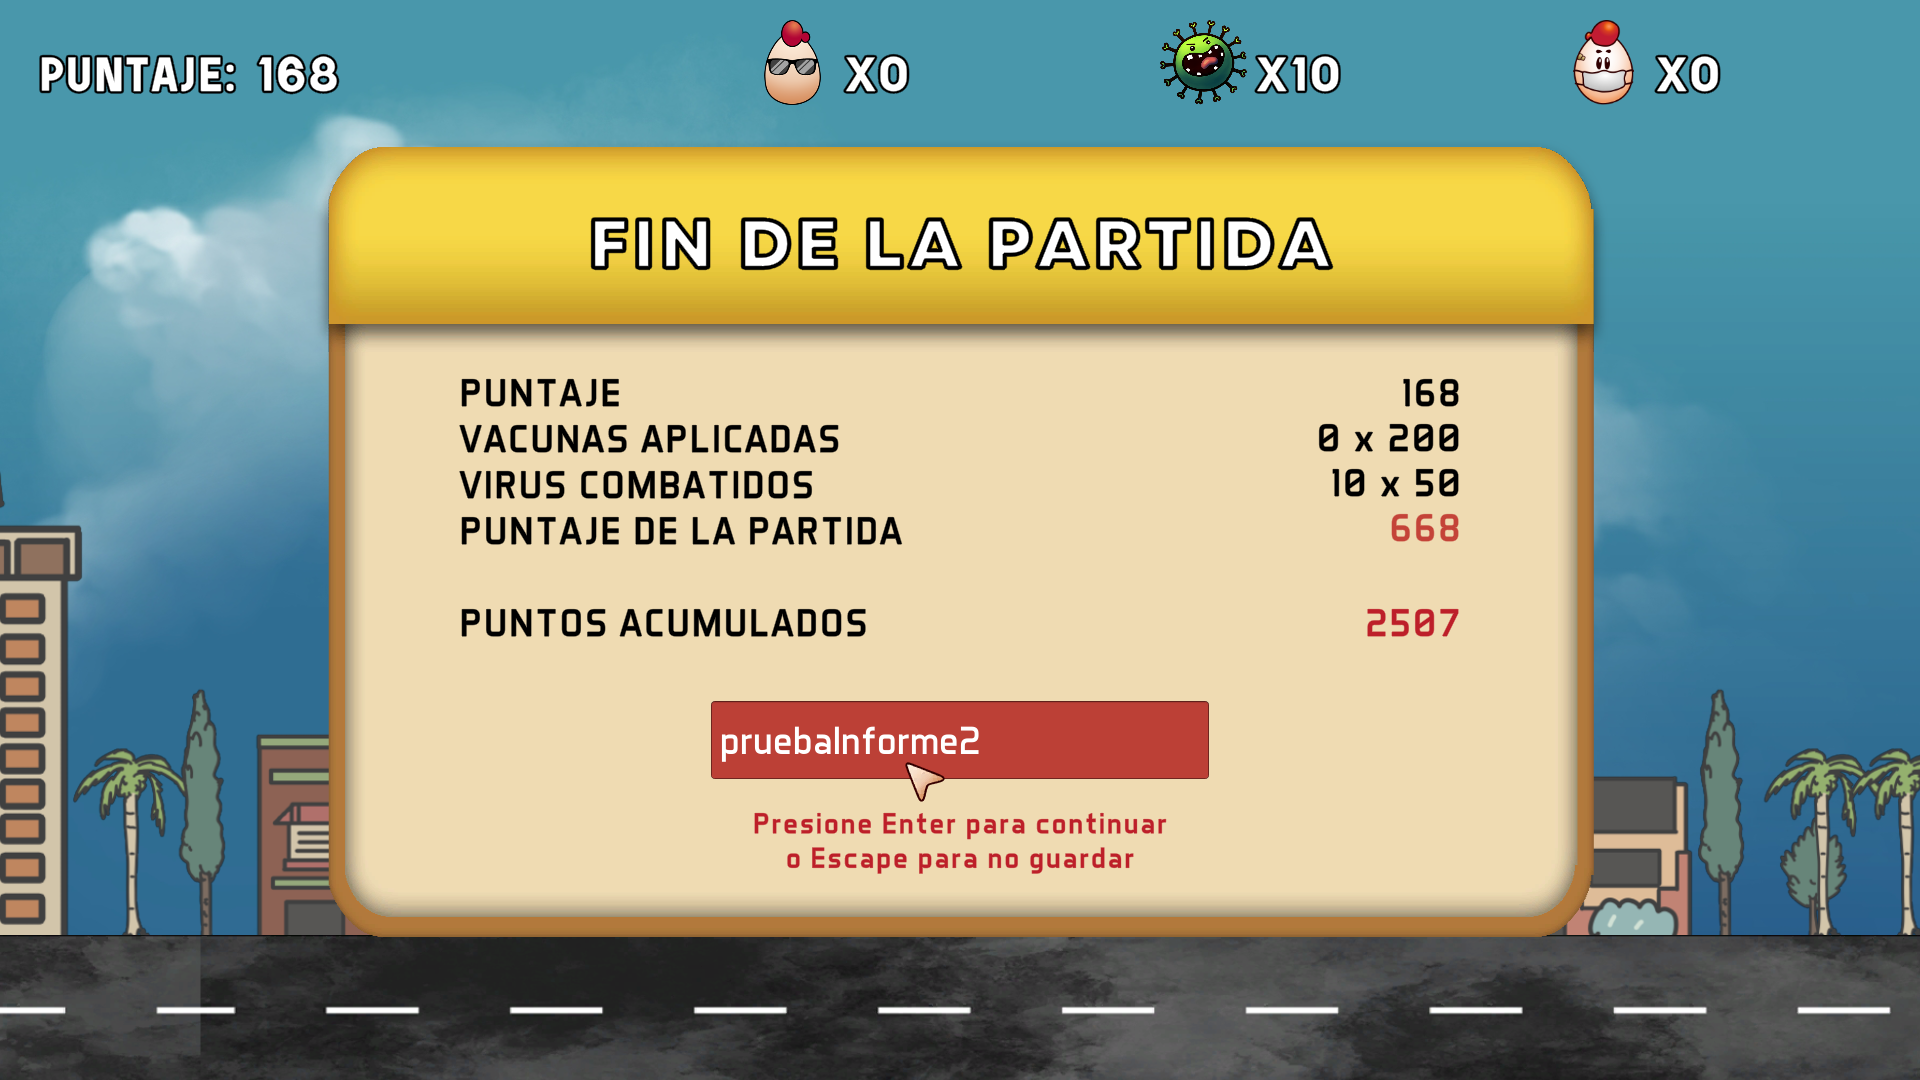 PUNTAJE: 168
X0
X10
X0
FIN DE LA PARTIDA
PUNTAJE 168
VACUNAS APLICADAS 0 x 200
VIRUS COMBATIDOS 10 x 50
PUNTAJE DE LA PARTIDA 668
PUNTOS ACUMULADOS 2507
pruebaInforme2
Presione Enter para continuar
o Escape para no guardar